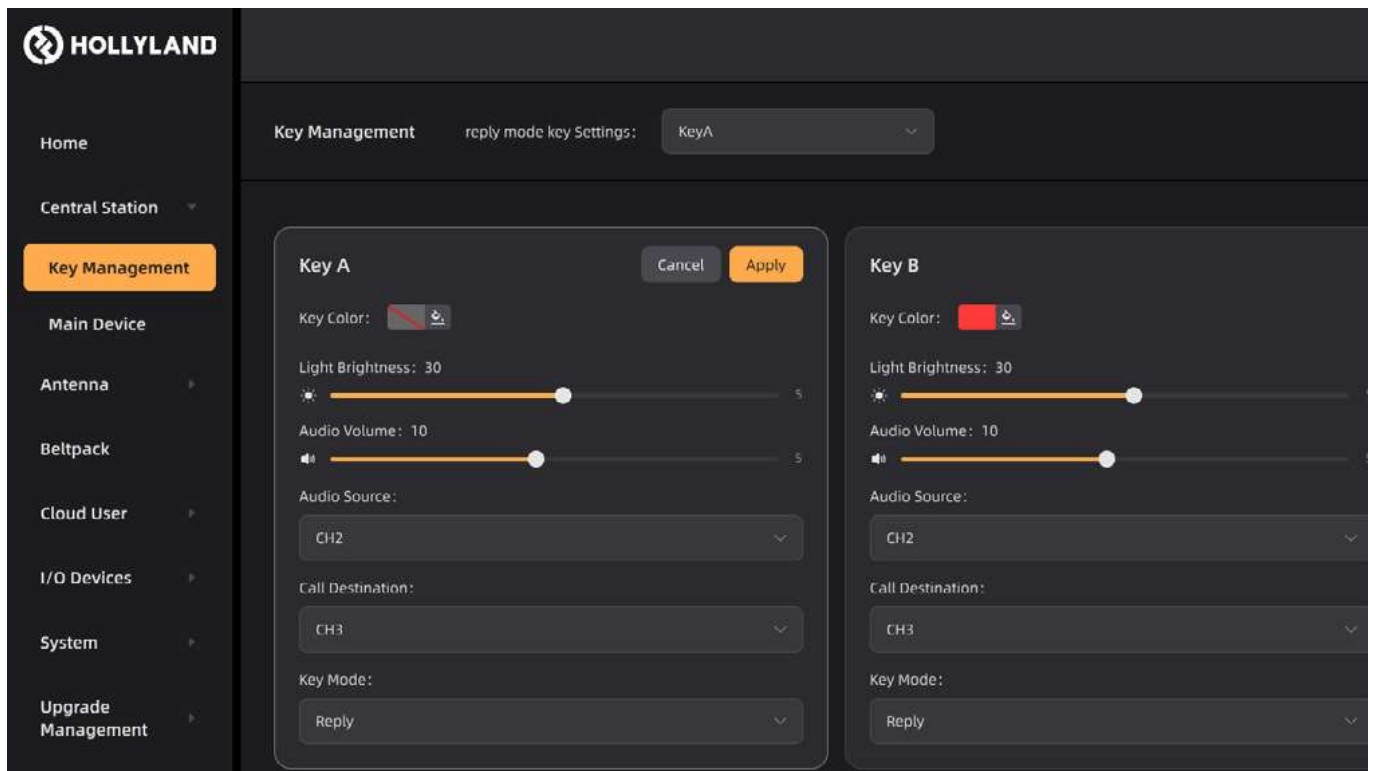 HOLLYLAND
Home
Central Station
Key Management
Main Device
Antenna
Beltpack
Cloud User
I/O Devices
System
Upgrade
Management
Key Management
reply mode key Settings:
KeyA
Key A
Cancel
Apply
Key Color:
Light Brightness: 30
5
Audio Volume: 10
5
Audio Source:
CH2
Call Destination:
CH3
Key Mode:
Reply
Key B
Key Color:
Light Brightness: 30
Audio Volume: 10
Audio Source:
CH2
Call Destination:
CH3
Key Mode:
Reply